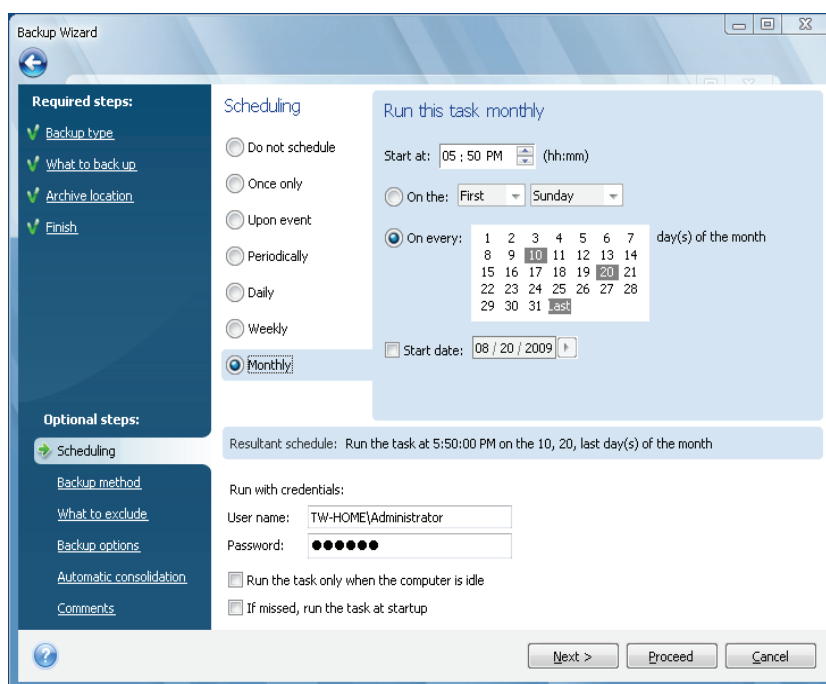 Backup Wizard
Required steps:
Backup type
What to back up
Archive location
Finish
Optional steps:
Scheduling
Backup method
What to exclude
Backup options
Automatic consolidation
Comments
Scheduling
Do not schedule
Once only
Upon event
Periodically
Daily
Weekly
Monthly
Run this task monthly
Start at: 05 : 50 PM (hh:mm)
On the: First Sunday
On every: day(s) of the month
1 2 3 4 5 6 7
8 9 10 11 12 13 14
15 16 17 18 19 20 21
22 23 24 25 26 27 28
29 30 31 Last
Start date: 08 / 20 / 2009
Resultant schedule: Run the task at 5:50:00 PM on the 10, 20, last day(s) of the month
Run with credentials:
User name: TW-HOME\Administrator
Password: ●●●●●●
Run the task only when the computer is idle
If missed, run the task at startup
? Next > Proceed Cancel